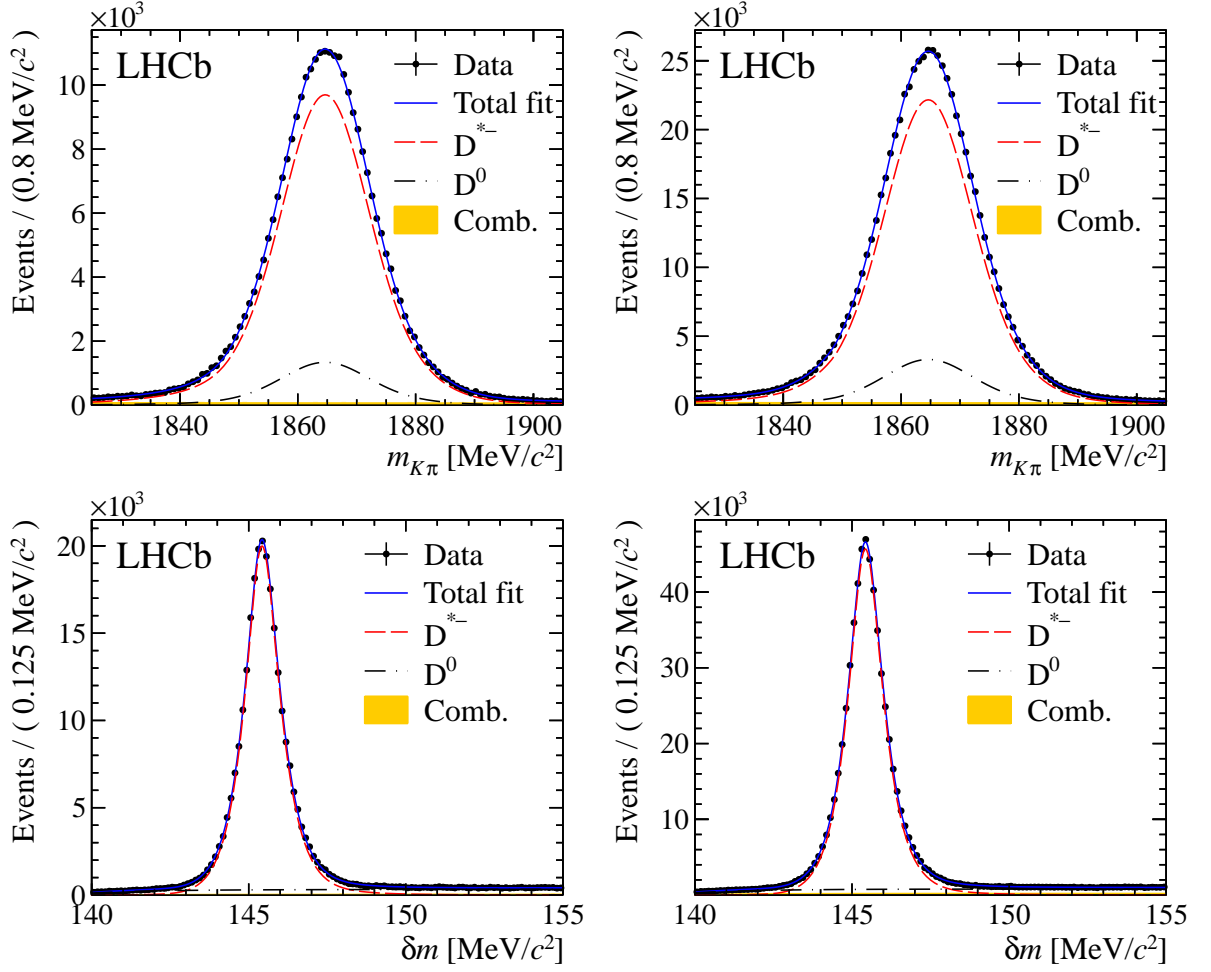 ×10³
Events / (0.8 MeV/c²)
LHCb
Data
Total fit
D*–
D⁰
Comb.
10
8
6
4
2
0
1840 1860 1880 1900
m_Kπ [MeV/c²]
×10³
Events / (0.8 MeV/c²)
LHCb
Data
Total fit
D*–
D⁰
Comb.
25
20
15
10
5
0
1840 1860 1880 1900
m_Kπ [MeV/c²]
×10³
Events / ( 0.125 MeV/c²)
LHCb
Data
Total fit
D*–
D⁰
Comb.
20
15
10
5
0
140 145 150 155
δm [MeV/c²]
×10³
Events / ( 0.125 MeV/c²)
LHCb
Data
Total fit
D*–
D⁰
Comb.
40
30
20
10
140 145 150 155
δm [MeV/c²]